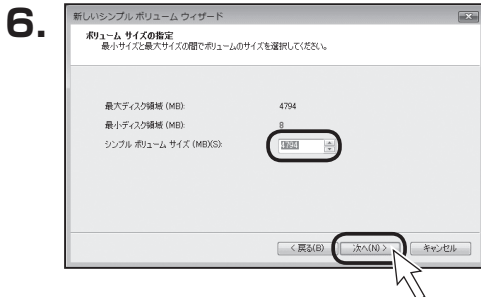 6.
新しいシンプル ボリューム ウィザード
ボリューム サイズの指定
最小サイズと最大サイズの間でボリュームのサイズを選択してください。
最大ディスク領域 (MB): 4794
最小ディスク領域 (MB): 8
シンプル ボリューム サイズ (MB)(S): 4794
< 戻る(B) 次へ(N) > キャンセル